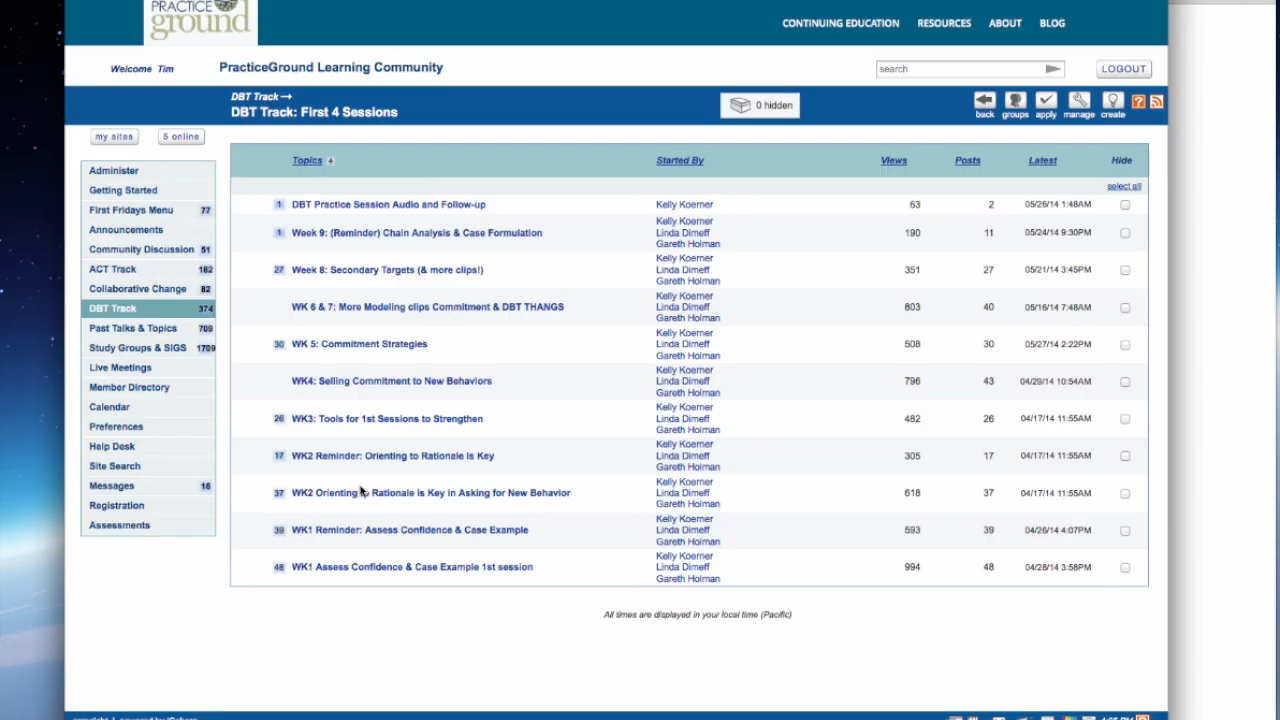 PRACTICE
ground
CONTINUING EDUCATION RESOURCES ABOUT BLOG
Welcome Tim
PracticeGround Learning Community
search
LOGOUT
DBT Track
DBT Track: First 4 Sessions
0 hidden
back groups apply manage create
my sites 5 online
Administer
Getting Started
First Fridays Menu 77
Announcements
Community Discussion 51
ACT Track 182
Collaborative Change 82
DBT Track 374
Past Talks & Topics 709
Study Groups & SIGS 1709
Live Meetings
Member Directory
Calendar
Preferences
Help Desk
Site Search
Messages 16
Registration
Assessments
Topics Started By Views Posts Latest Hide
select all
1 DBT Practice Session Audio and Follow-up Kelly Koerner 63 2 05/26/14 1:48AM
Kelly Koerner
1 Week 9: (Reminder) Chain Analysis & Case Formulation Linda Dimeff 190 11 05/24/14 9:30PM
Gareth Holman
Kelly Koerner
27 Week 8: Secondary Targets (& more clips!) Linda Dimeff 351 27 05/21/14 3:45PM
Gareth Holman
Kelly Koerner
WK 6 & 7: More Modeling clips Commitment & DBT THANGS Linda Dimeff 803 40 05/16/14 7:48AM
Gareth Holman
Kelly Koerner
30 WK 5: Commitment Strategies Linda Dimeff 508 30 05/27/14 2:22PM
Gareth Holman
Kelly Koerner
WK4: Selling Commitment to New Behaviors Linda Dimeff 796 43 04/29/14 10:54AM
Gareth Holman
Kelly Koerner
26 WK3: Tools for 1st Sessions to Strengthen Linda Dimeff 482 26 04/17/14 11:55AM
Gareth Holman
Kelly Koerner
17 WK2 Reminder: Orienting to Rationale is Key Linda Dimeff 305 17 04/17/14 11:55AM
Gareth Holman
Kelly Koerner
37 WK2 Orienting to Rationale is Key in Asking for New Behavior Linda Dimeff 618 37 04/17/14 11:55AM
Gareth Holman
Kelly Koerner
39 WK1 Reminder: Assess Confidence & Case Example Linda Dimeff 593 39 04/26/14 4:07PM
Gareth Holman
Kelly Koerner
48 WK1 Assess Confidence & Case Example 1st session Linda Dimeff 994 48 04/28/14 3:58PM
Gareth Holman
All times are displayed in your local time (Pacific)